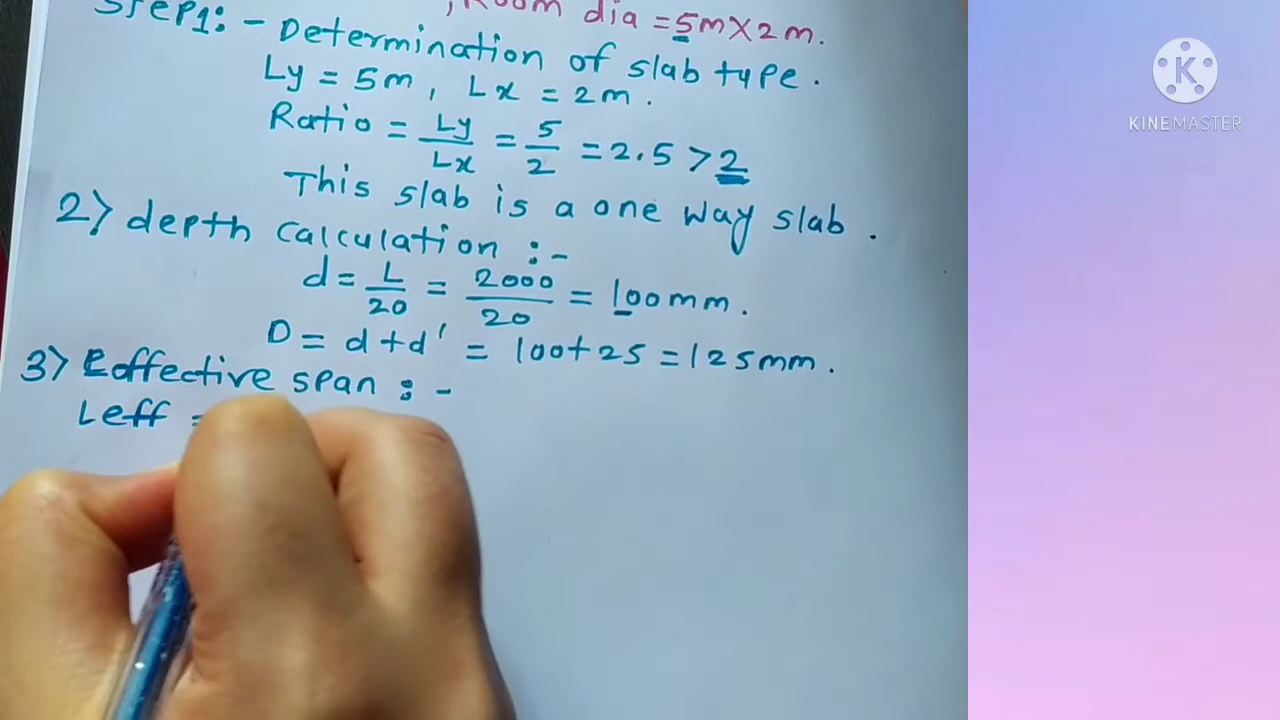 , Room dia = 5m X 2m.
Step1: - Determination of slab type.
Ly = 5m, Lx = 2m.
Ratio = Ly/Lx = 5/2 = 2.5 > 2
This slab is a one way slab.
2) depth calculation :-
d = L/20 = 2000/20 = 100mm.
D = d + d' = 100 + 25 = 125mm.
3) Eoffective span : -
Leff =
K
KINEMASTER